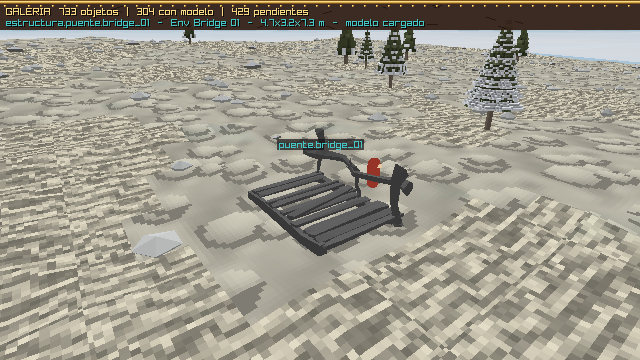 GALERIA 733 objetos | 304 con modelo | 429 pendientes
estructura.puente.bridge_01 - Env Bridge 01 - 4.7x3.2x7.3 m - modelo cargado
puente.bridge_01